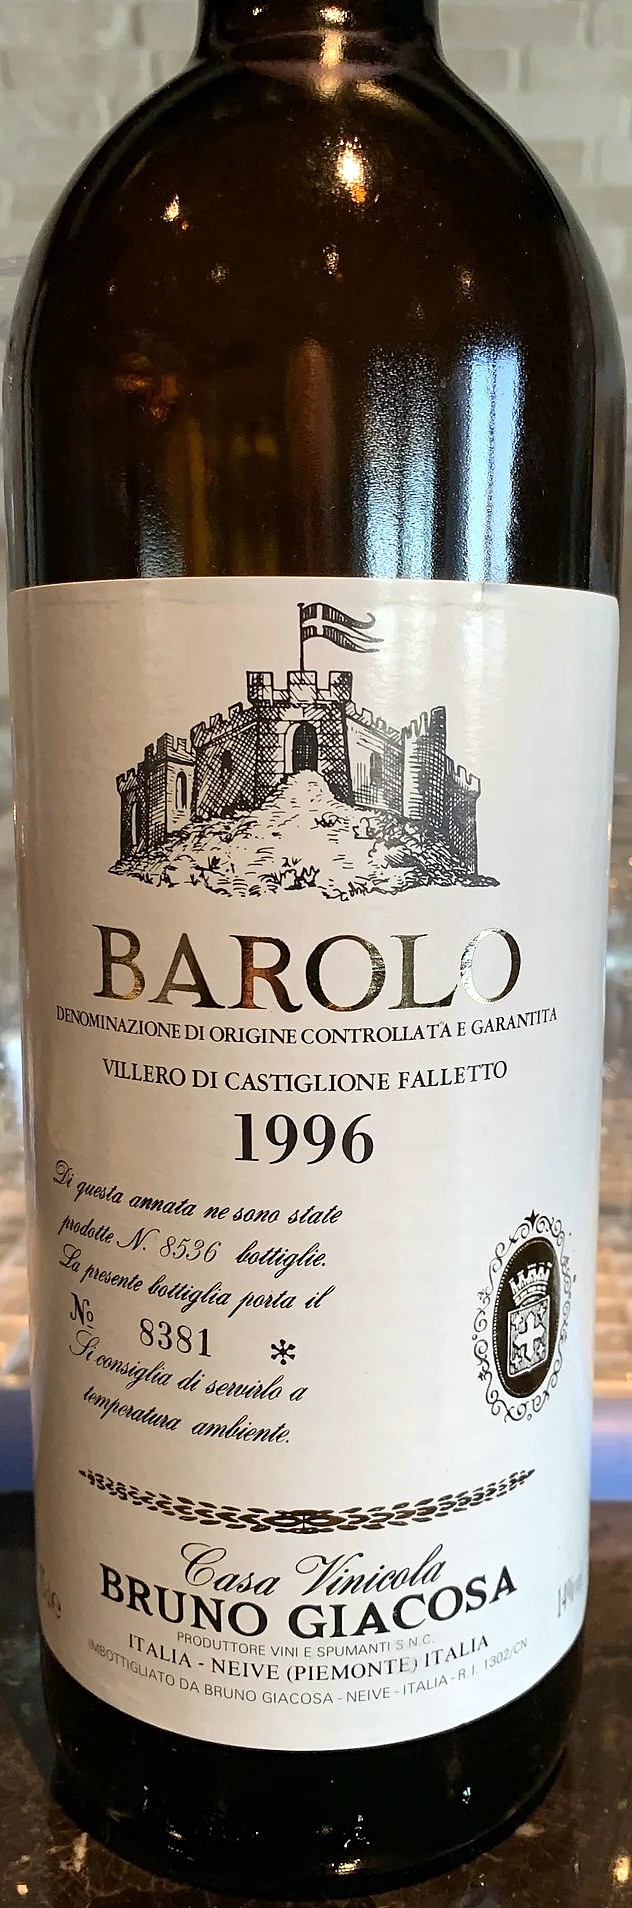 BAROLO
DENOMINAZIONE DI ORIGINE CONTROLLATA E GARANTITA
VILLERO DI CASTIGLIONE FALLETTO
1996
Di questa annata ne sono state
prodotte N. 8536 bottiglie.
La presente bottiglia porta il
No 8381 *
Si consiglia di servirlo a
temperatura ambiente.
Casa Vinicola
BRUNO GIACOSA
PRODUTTORE VINI E SPUMANTI S.N.C.
ITALIA - NEIVE (PIEMONTE) ITALIA
IMBOTTIGLIATO DA BRUNO GIACOSA - NEIVE - ITALIA - R.I. 1302/CN